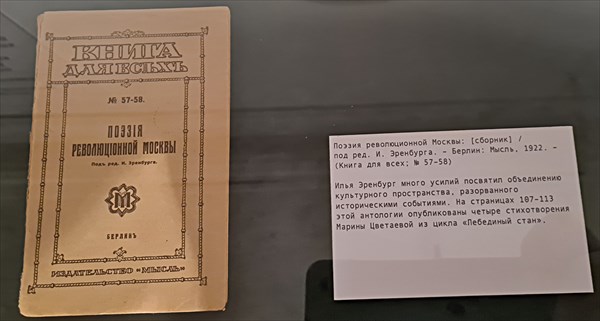 КНИГА
ДЛЯ ВСѢХЪ
№ 57-58.
ПОЭЗІЯ
РЕВОЛЮЦІОННОЙ МОСКВЫ
Подъ ред. И. Эренбурга.
М
БЕРЛИНЪ
ИЗДАТЕЛЬСТВО «МЫСЛЬ»
Поэзия революционной Москвы: [сборник] /
под ред. И. Эренбурга. – Берлин: Мысль, 1922. –
(Книга для всех; № 57–58)
Илья Эренбург много усилий посвятил объединению
культурного пространства, разорванного
историческими событиями. На страницах 107–113
этой антологии опубликованы четыре стихотворения
Марины Цветаевой из цикла «Лебединый стан».